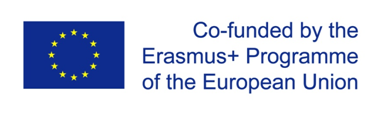 Co-funded by the
Erasmus+ Programme
of the European Union